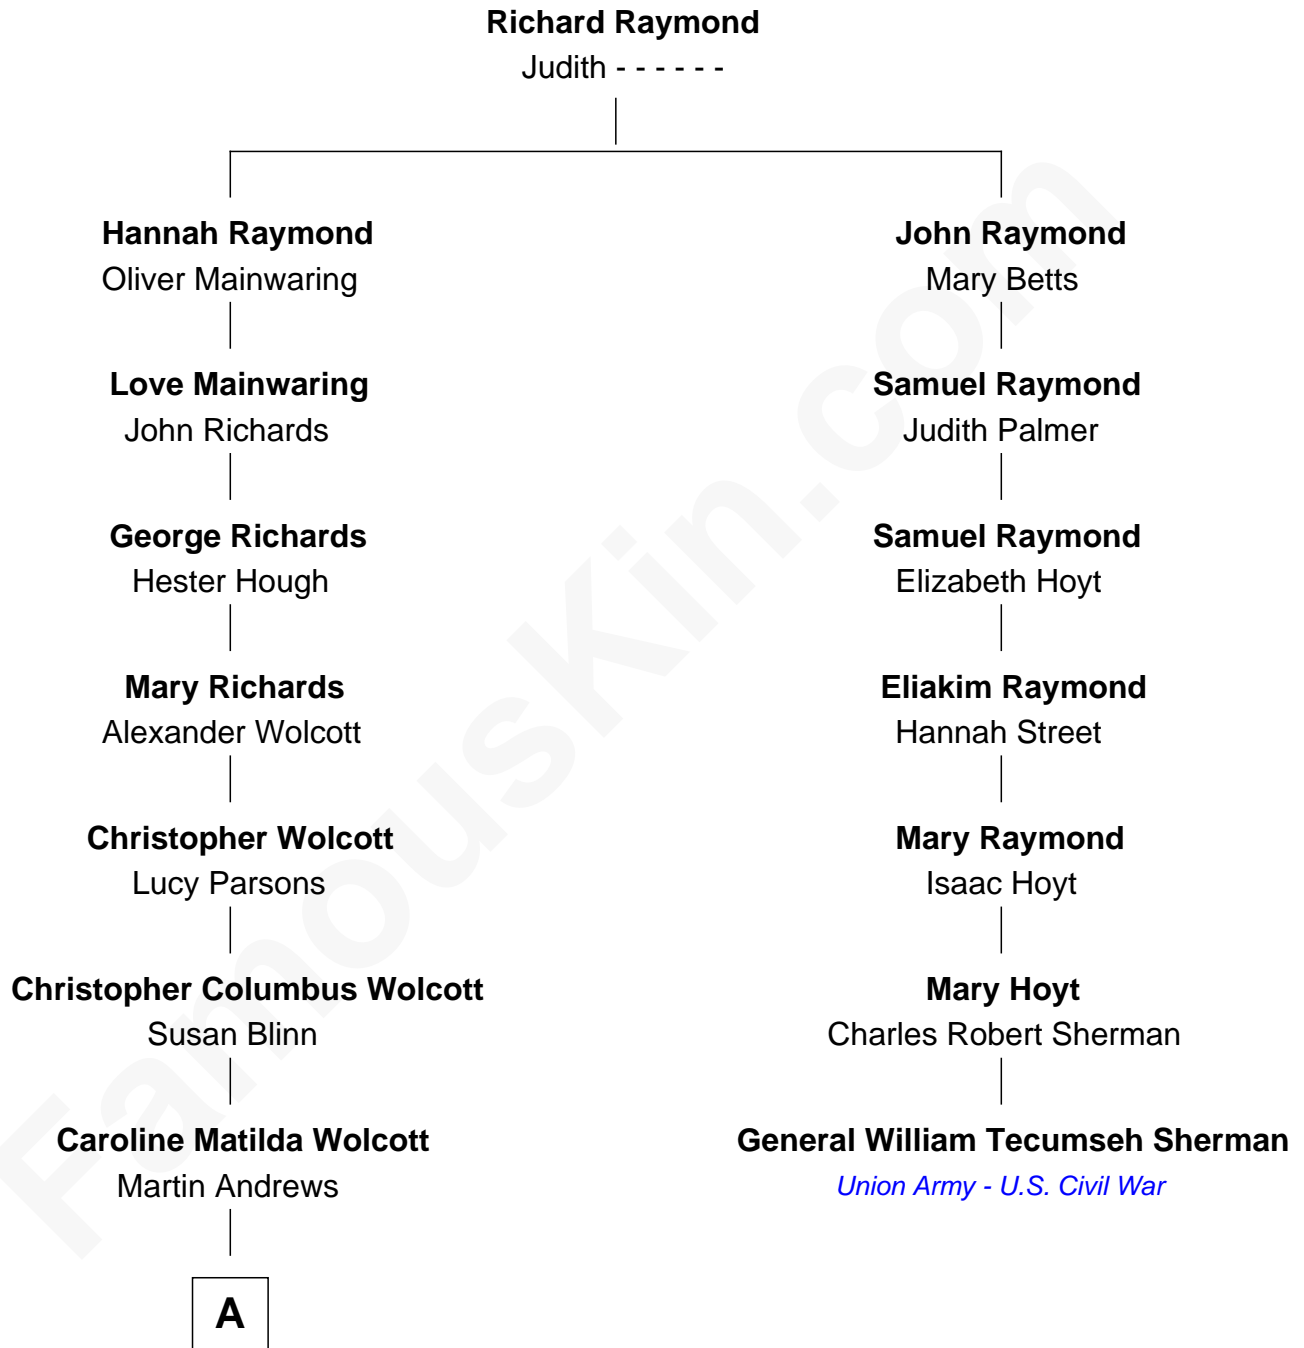 Richard Raymond
Judith - - - - - -
Hannah Raymond
Oliver Mainwaring
John Raymond
Mary Betts
Love Mainwaring
John Richards
Samuel Raymond
Judith Palmer
George Richards
Hester Hough
Samuel Raymond
Elizabeth Hoyt
Mary Richards
Alexander Wolcott
Eliakim Raymond
Hannah Street
Christopher Wolcott
Lucy Parsons
Mary Raymond
Isaac Hoyt
Christopher Columbus Wolcott
Susan Blinn
Mary Hoyt
Charles Robert Sherman
Caroline Matilda Wolcott
Martin Andrews
General William Tecumseh Sherman
Union Army - U.S. Civil War
A
FamousKin.com